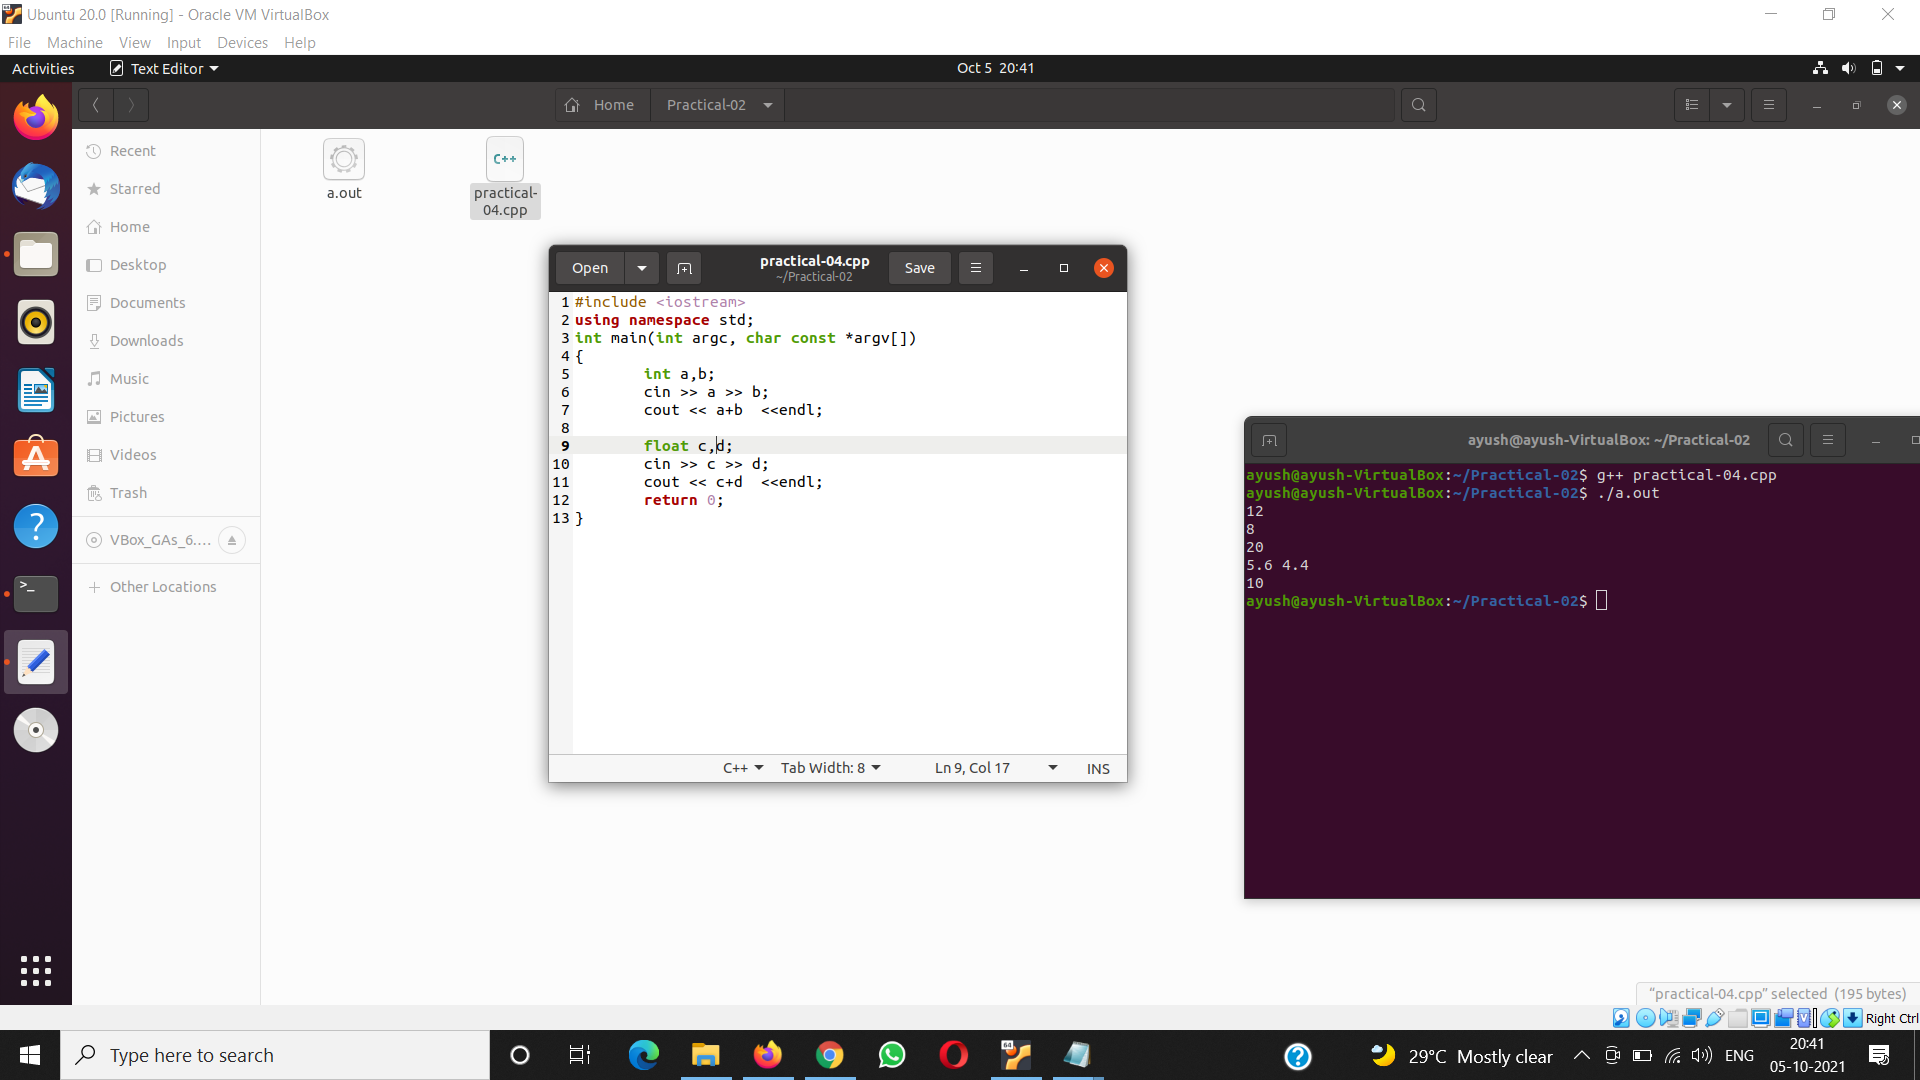 Ubuntu 20.0 [Running] - Oracle VM VirtualBox
File Machine View Input Devices Help
Activities Text Editor Oct 5 20:41
Home Practical-02
Recent
Starred
Home
Desktop
Documents
Downloads
Music
Pictures
Videos
Trash
VBox_GAs_6....
+ Other Locations
C++
a.out
practical-
04.cpp
Open practical-04.cpp Save
~/Practical-02
1 #include <iostream>
2 using namespace std;
3 int main(int argc, char const *argv[])
4 {
5 int a,b;
6 cin >> a >> b;
7 cout << a+b  <<endl;
8
9 float c,d;
10 cin >> c >> d;
11 cout << c+d  <<endl;
12 return 0;
13 }
C++ Tab Width: 8 Ln 9, Col 17 INS
ayush@ayush-VirtualBox: ~/Practical-02
ayush@ayush-VirtualBox:~/Practical-02$ g++ practical-04.cpp
ayush@ayush-VirtualBox:~/Practical-02$ ./a.out
12
8
20
5.6 4.4
10
ayush@ayush-VirtualBox:~/Practical-02$
"practical-04.cpp" selected (195 bytes)
Right Ctrl
Type here to search
64
29°C Mostly clear
ENG
20:41
05-10-2021